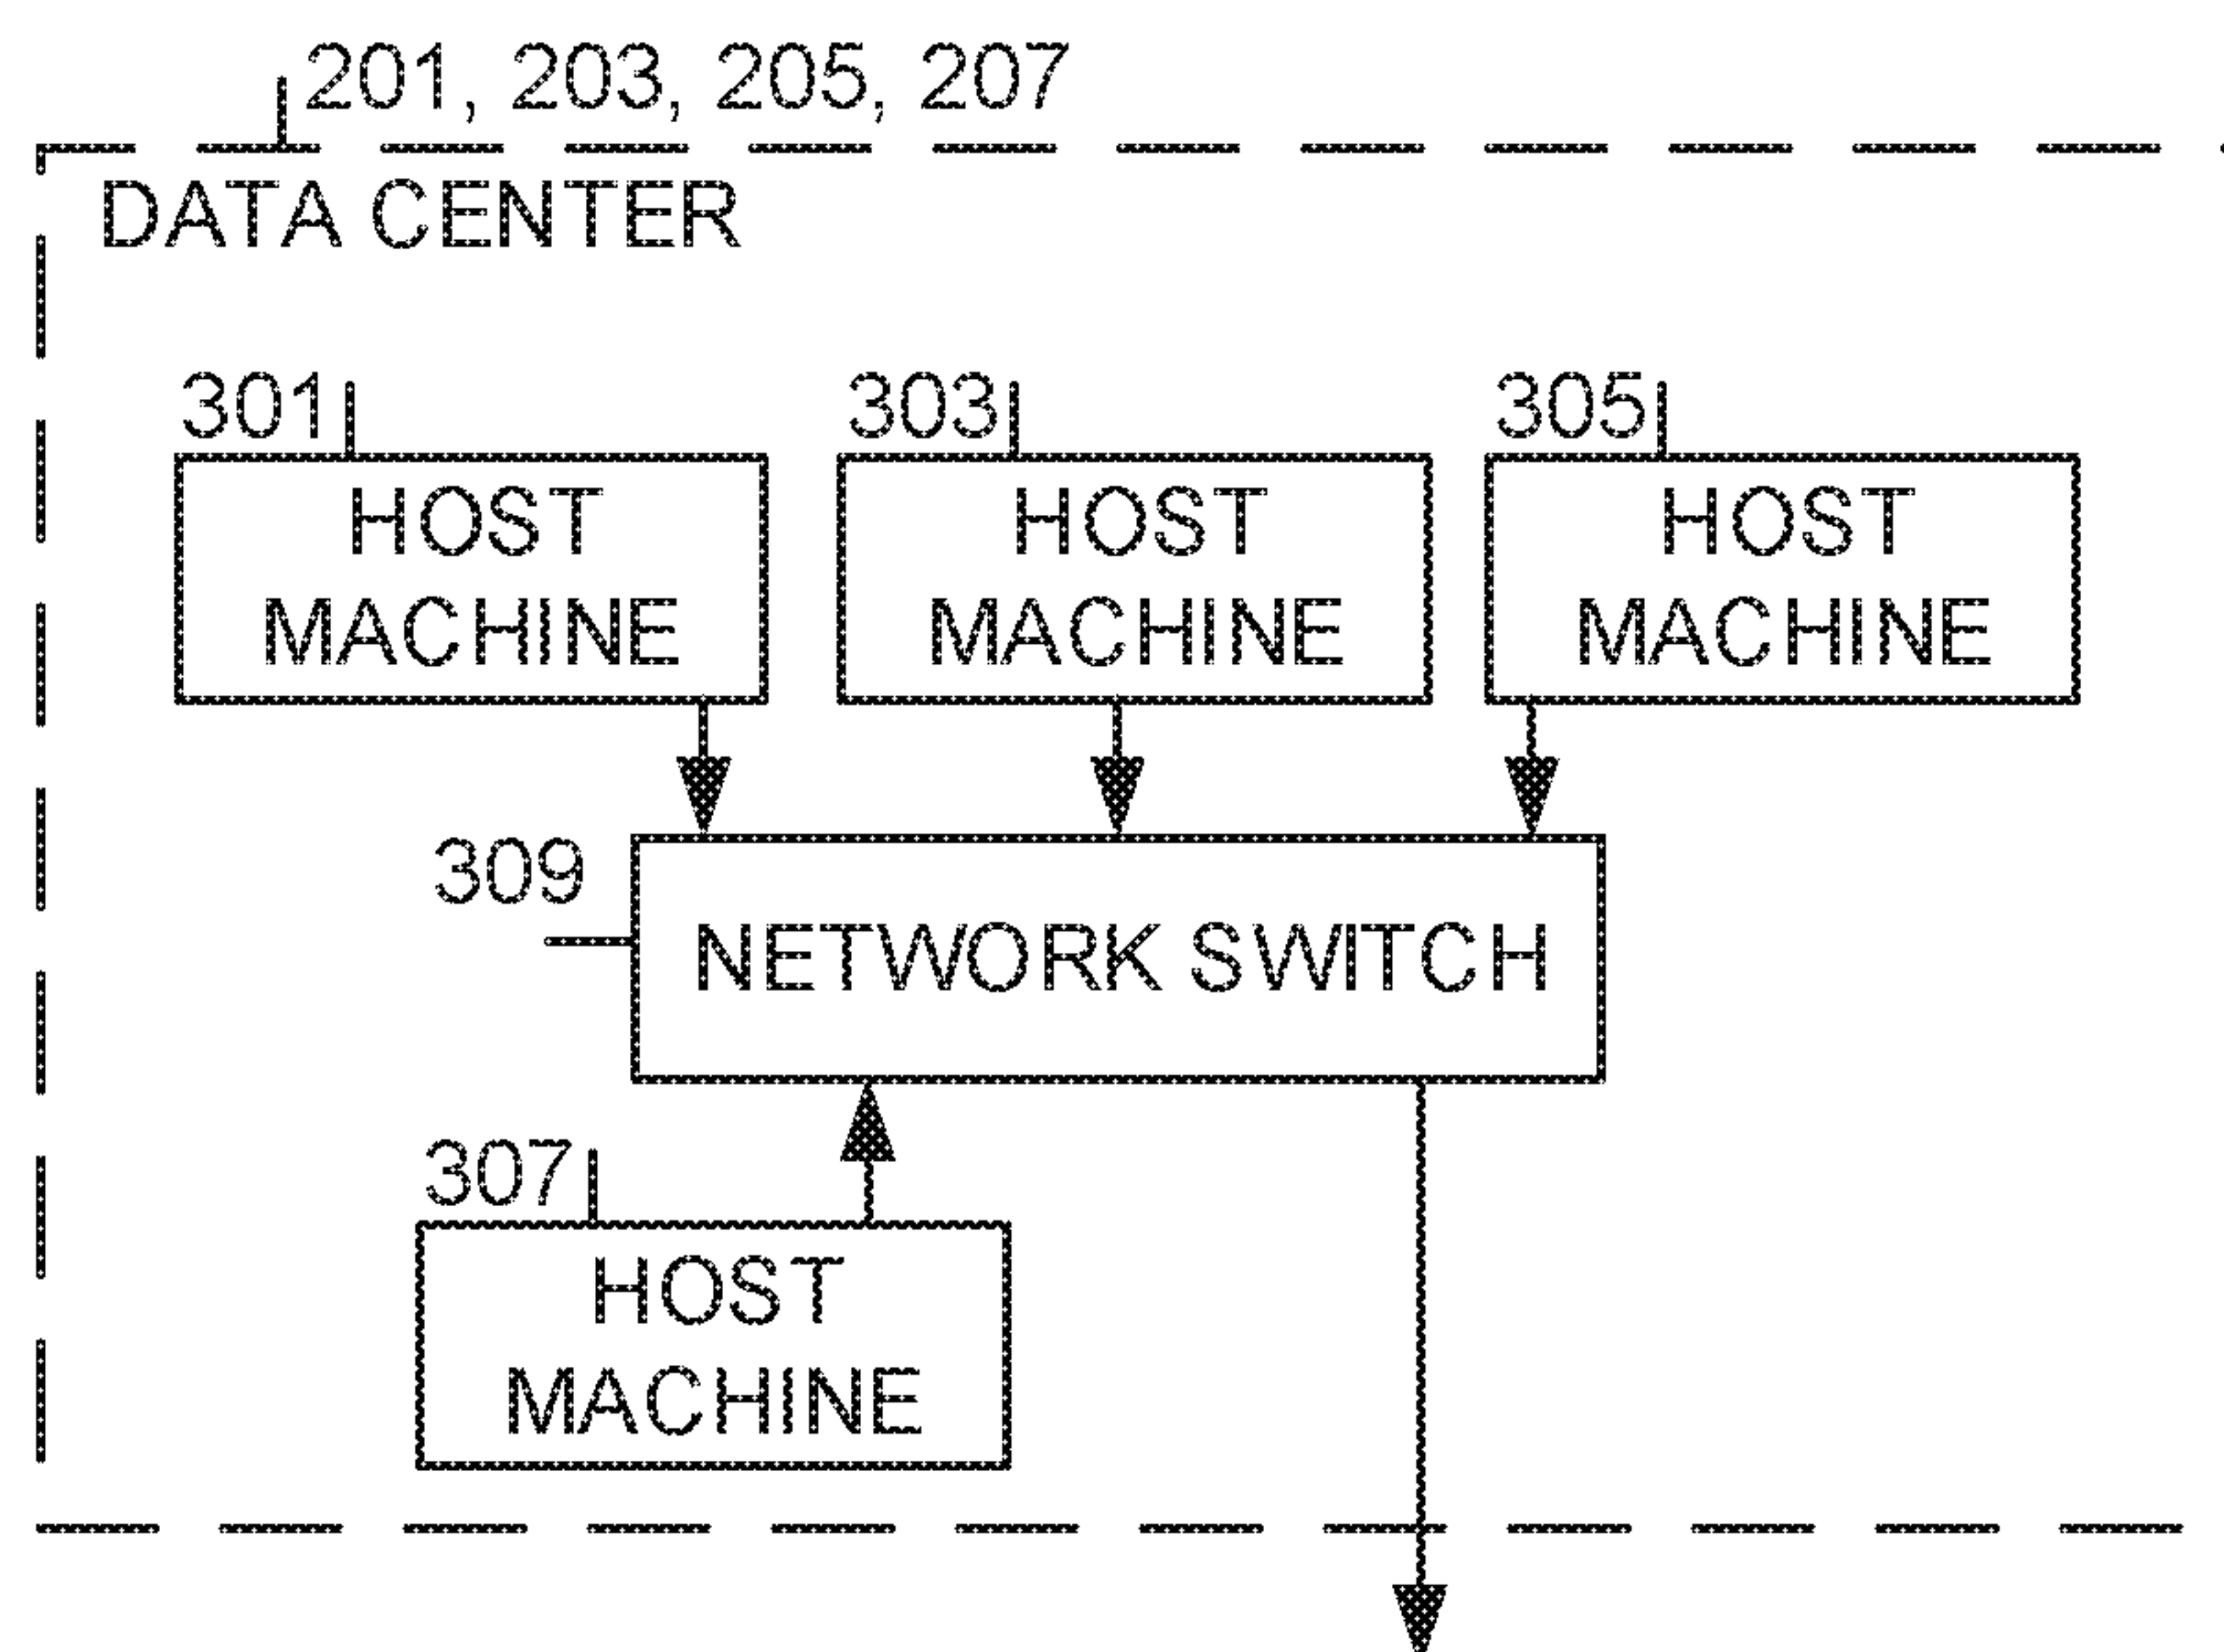 201, 203, 205, 207
DATA CENTER
301
HOST
MACHINE
303
HOST
MACHINE
305
HOST
MACHINE
309
NETWORK SWITCH
307
HOST
MACHINE